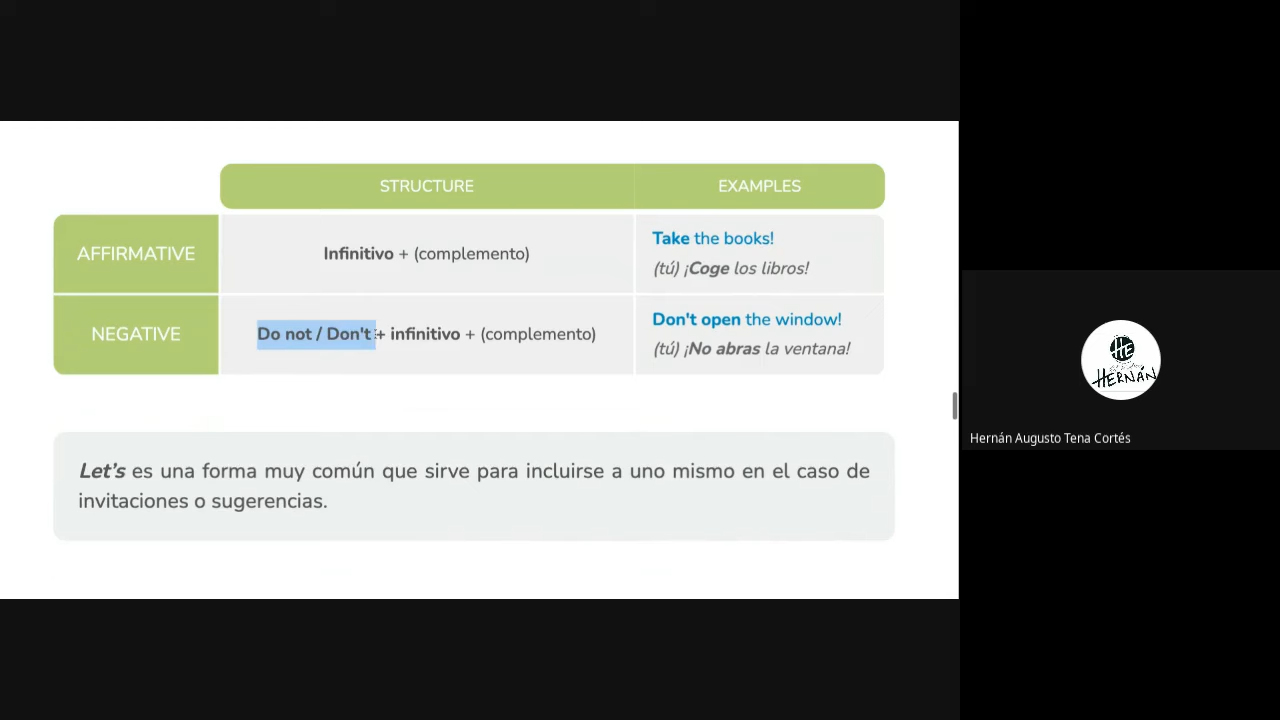 STRUCTURE EXAMPLES
AFFIRMATIVE
Infinitivo + (complemento)
Take the books!
(tú) ¡Coge los libros!
NEGATIVE
Do not / Don't + infinitivo + (complemento)
Don't open the window!
(tú) ¡No abras la ventana!
Let's es una forma muy común que sirve para incluirse a uno mismo en el caso de
invitaciones o sugerencias.
HE
HERNÁN
Hernán Augusto Tena Cortés